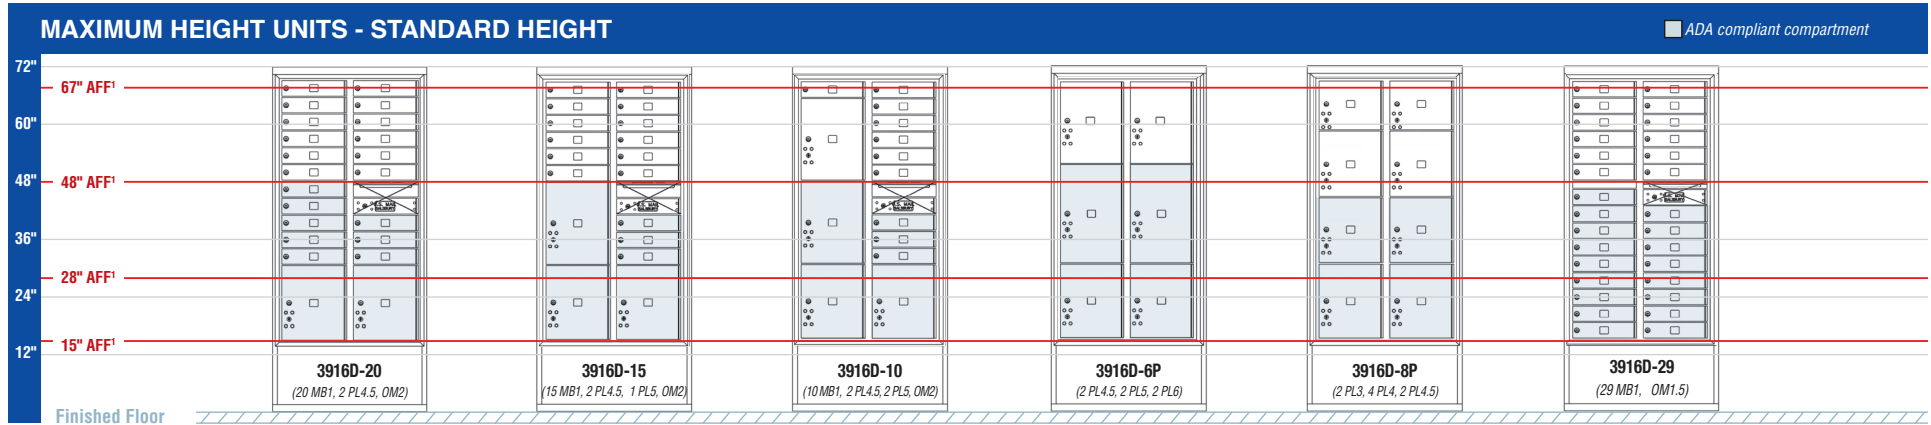 MAXIMUM HEIGHT UNITS - STANDARD HEIGHT
ADA compliant compartment
72"
67" AFF¹
60"
48"
48" AFF¹
36"
28" AFF¹
24"
15" AFF¹
12"
U.S. MAIL
U.S. MAIL
U.S. MAIL
U.S. MAIL
3916D-20
(20 MB1, 2 PL4.5, OM2)
3916D-15
(15 MB1, 2 PL4.5, 1 PL5, OM2)
3916D-10
(10 MB1, 2 PL4.5, 2 PL5, OM2)
3916D-6P
(2 PL4.5, 2 PL5, 2 PL6)
3916D-8P
(2 PL3, 4 PL4, 2 PL4.5)
3916D-29
(29 MB1, OM1.5)
Finished Floor